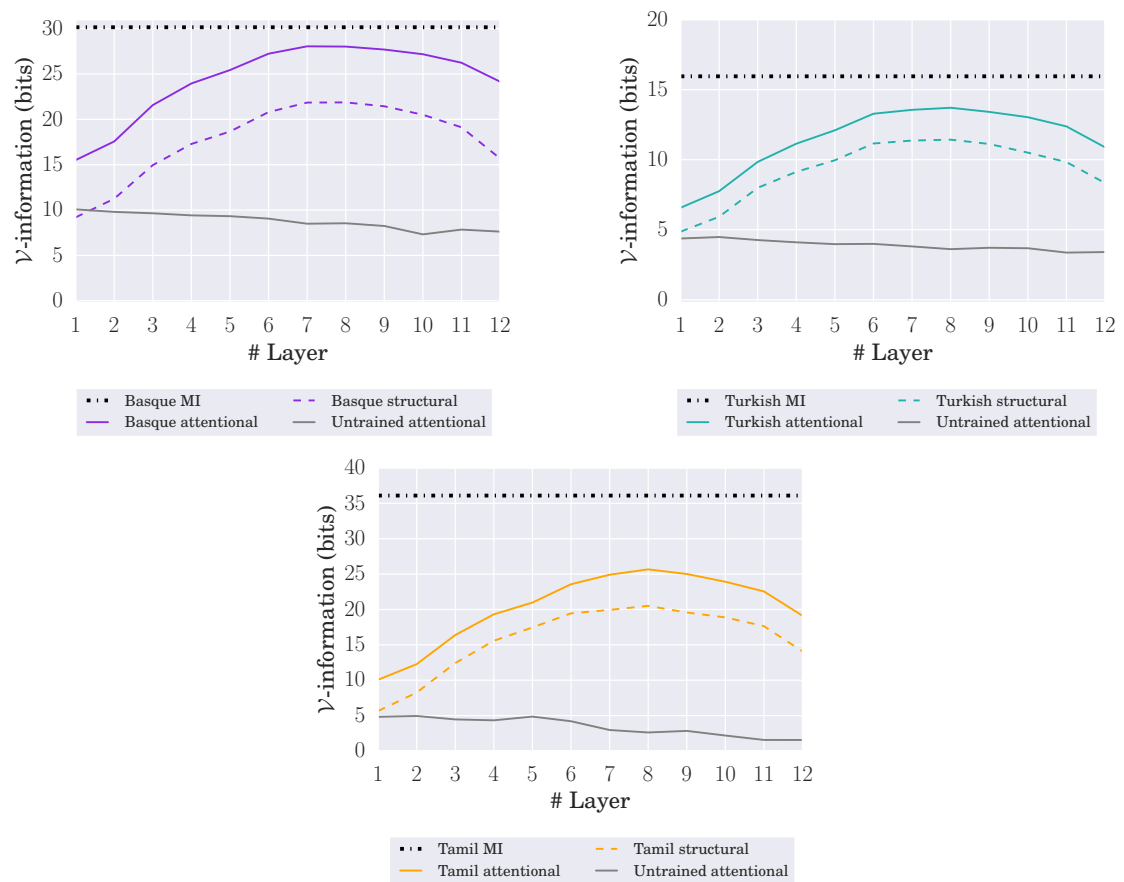 30
25
20
15
10
5
0
𝒱-information (bits)
1 2 3 4 5 6 7 8 9 10 11 12
# Layer
Basque MI Basque structural
Basque attentional Untrained attentional
20
15
10
5
0
𝒱-information (bits)
1 2 3 4 5 6 7 8 9 10 11 12
# Layer
Turkish MI Turkish structural
Turkish attentional Untrained attentional
40
35
30
25
20
15
10
5
0
𝒱-information (bits)
1 2 3 4 5 6 7 8 9 10 11 12
# Layer
Tamil MI Tamil structural
Tamil attentional Untrained attentional